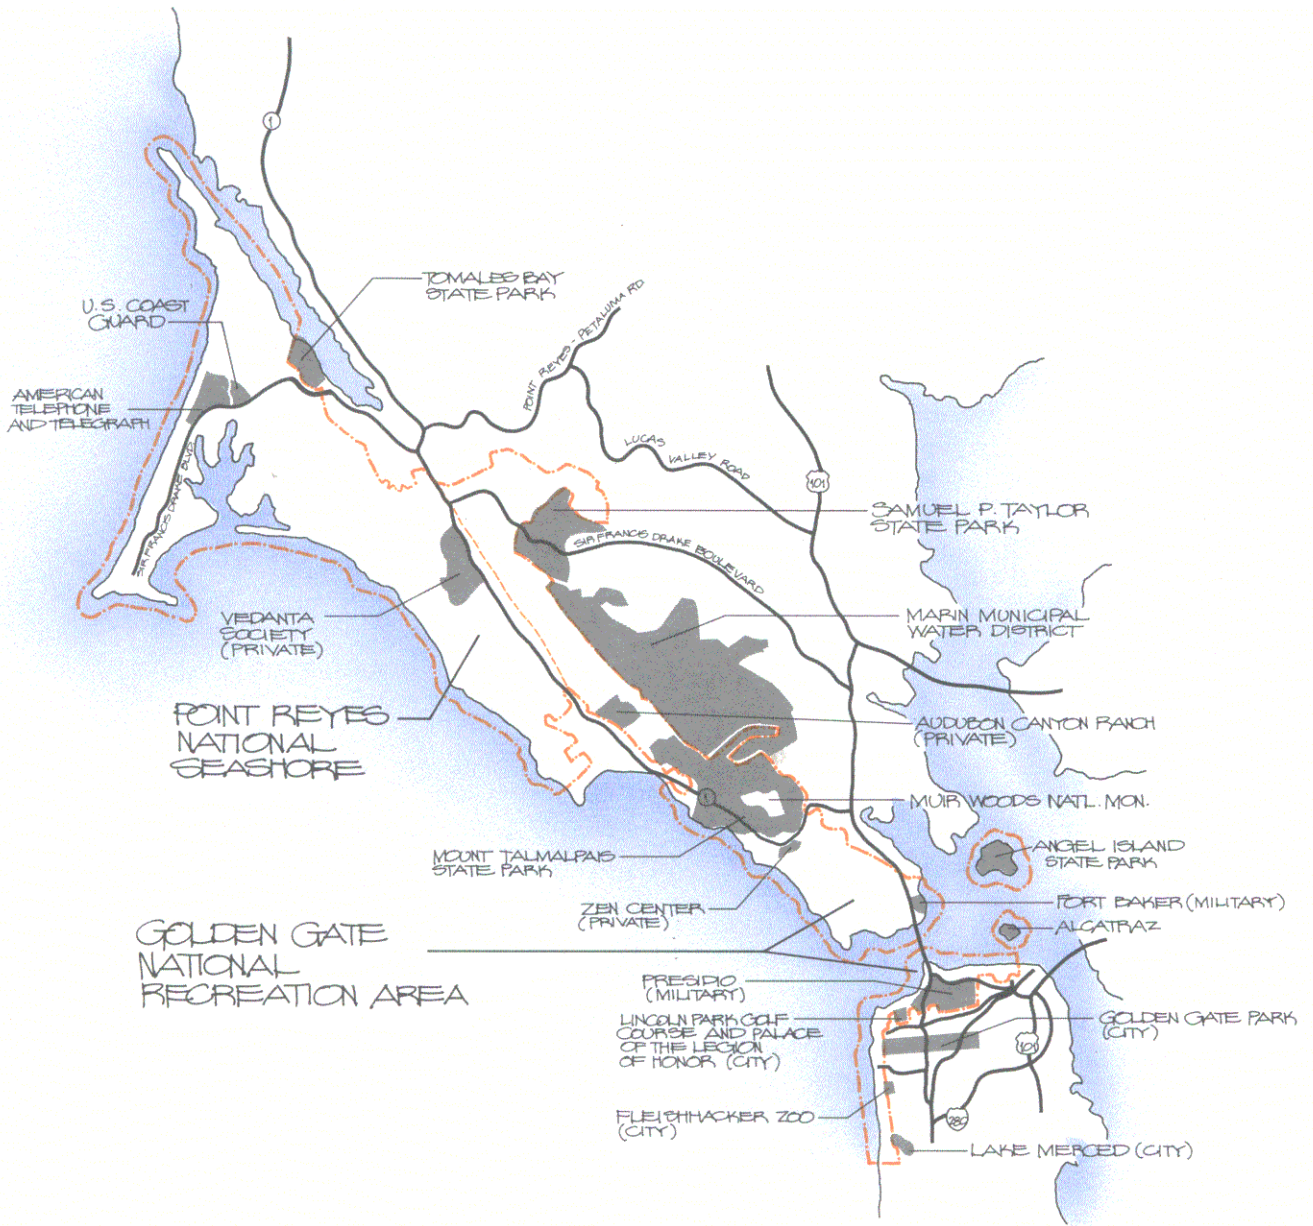 1
TOMALES BAY
STATE PARK
U.S. COAST
GUARD
POINT REYES - PETALUMA RD
AMERICAN
TELEPHONE
AND TELEGRAPH
LUCAS
VALLEY ROAD
101
SIR FRANCIS DRAKE BLVD
SAMUEL P. TAYLOR
STATE PARK
SIR FRANCIS DRAKE BOULEVARD
VEDANTA
SOCIETY
(PRIVATE)
MARIN MUNICIPAL
WATER DISTRICT
POINT REYES
NATIONAL
SEASHORE
AUDUBON CANYON RANCH
(PRIVATE)
1
MUIR WOODS NATL. MON.
MOUNT TALMALPAIS
STATE PARK
ANGEL ISLAND
STATE PARK
ZEN CENTER
(PRIVATE)
FORT BAKER (MILITARY)
ALCATRAZ
GOLDEN GATE
NATIONAL
RECREATION AREA
PRESIDIO
(MILITARY)
LINCOLN PARK GOLF
COURSE AND PALACE
OF THE LEGION
OF HONOR (CITY)
GOLDEN GATE PARK
(CITY)
101
FLEISHHACKER ZOO
(CITY)
280
LAKE MERCED (CITY)